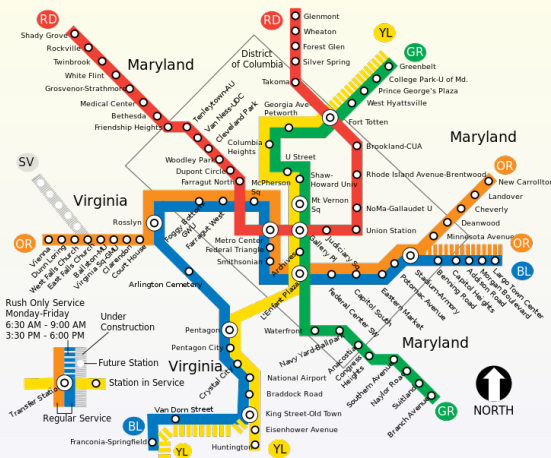 RD
Shady Grove
Rockville
Twinbrook
White Flint
Grosvenor-Strathmore
Medical Center
Bethesda
Friendship Heights
Maryland
Tenleytown-AU
Van Ness-UDC
Cleveland Park
Woodley Park
Dupont Circle
Farragut North
District
of Columbia
RD
Glenmont
Wheaton
Forest Glen
Silver Spring
Takoma
YL
GR
Greenbelt
College Park-U of Md.
Prince George's Plaza
West Hyattsville
Georgia Ave
Petworth
Fort Totten
Columbia
Heights
U Street
Shaw-
Howard Univ
Mt Vernon
Sq
McPherson
Sq
Brookland-CUA
Rhode Island Avenue-Brentwood
NoMa-Gallaudet U
Union Station
Maryland
OR
New Carrollton
Landover
Cheverly
Deanwood
Minnesota Avenue
SV
Virginia
Rosslyn
Foggy Bottom
GWU
Farragut West
Metro Center
Federal Triangle
Smithsonian
Gallery Pl
Judiciary Sq
Archives
OR
Vienna
Dunn Loring
West Falls Church
East Falls Church
Ballston-MU
Virginia Sq-GMU
Clarendon
Court House
Arlington Cemetery
L'Enfant Plaza
Federal Center SW
Capitol South
Eastern Market
Potomac Avenue
Stadium-Armory
Benning Road
Capitol Heights
Addison Road
Morgan Boulevard
Largo Town Center
OR
BL
Rush Only Service
Monday-Friday
6:30 AM - 9:00 AM
3:30 PM - 6:00 PM
Under
Construction
Future Station
Station in Service
Transfer Station
Regular Service
Pentagon
Pentagon City
Virginia
Crystal City
National Airport
Braddock Road
King Street-Old Town
Eisenhower Avenue
Huntington
Van Dorn Street
BL
Franconia-Springfield
YL
YL
Waterfront
Navy Yard-Ballpark
Anacostia
Congress
Heights
Southern Avenue
Naylor Road
Suitland
Branch Avenue
Maryland
GR
NORTH